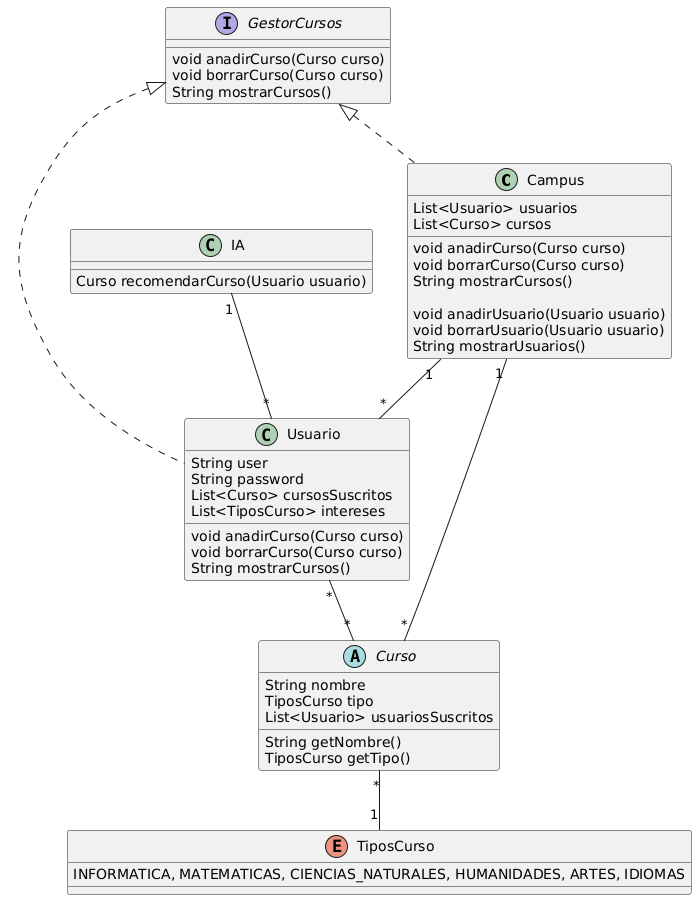 I GestorCursos
void anadirCurso(Curso curso)
void borrarCurso(Curso curso)
String mostrarCursos()
C Campus
List<Usuario> usuarios
List<Curso> cursos
void anadirCurso(Curso curso)
void borrarCurso(Curso curso)
String mostrarCursos()
void anadirUsuario(Usuario usuario)
void borrarUsuario(Usuario usuario)
String mostrarUsuarios()
C IA
Curso recomendarCurso(Usuario usuario)
1
*
1
*
1
*
C Usuario
String user
String password
List<Curso> cursosSuscritos
List<TiposCurso> intereses
void anadirCurso(Curso curso)
void borrarCurso(Curso curso)
String mostrarCursos()
*
*
A Curso
String nombre
TiposCurso tipo
List<Usuario> usuariosSuscritos
String getNombre()
TiposCurso getTipo()
*
1
E TiposCurso
INFORMATICA, MATEMATICAS, CIENCIAS_NATURALES, HUMANIDADES, ARTES, IDIOMAS